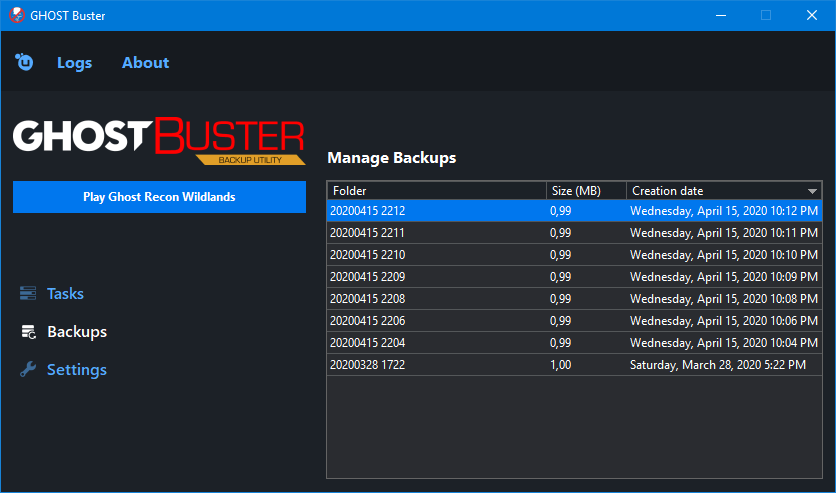 GHOST Buster
Logs About
GHOSTBUSTER
BACKUP UTILITY
Play Ghost Recon Wildlands
Tasks
Backups
Settings
Manage Backups
Folder Size (MB) Creation date
20200415 2212 0,99 Wednesday, April 15, 2020 10:12 PM
20200415 2211 0,99 Wednesday, April 15, 2020 10:11 PM
20200415 2210 0,99 Wednesday, April 15, 2020 10:10 PM
20200415 2209 0,99 Wednesday, April 15, 2020 10:09 PM
20200415 2208 0,99 Wednesday, April 15, 2020 10:08 PM
20200415 2206 0,99 Wednesday, April 15, 2020 10:06 PM
20200415 2204 0,99 Wednesday, April 15, 2020 10:04 PM
20200328 1722 1,00 Saturday, March 28, 2020 5:22 PM